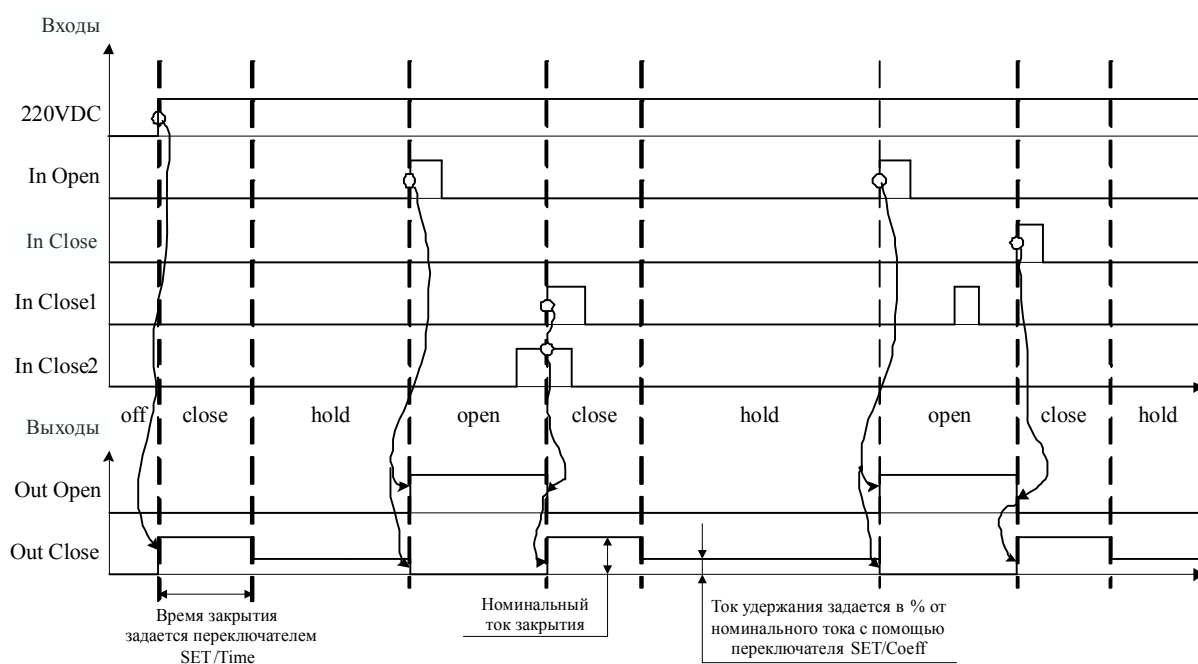 Входы
220VDC
In Open
In Close
In Close1
In Close2
off close hold open close hold open close hold
Выходы
Out Open
Out Close
Время закрытия
задается переключателем
SET/Time
Номинальный
ток закрытия
Ток удержания задается в % от
номинального тока с помощью
переключателя SET/Coeff